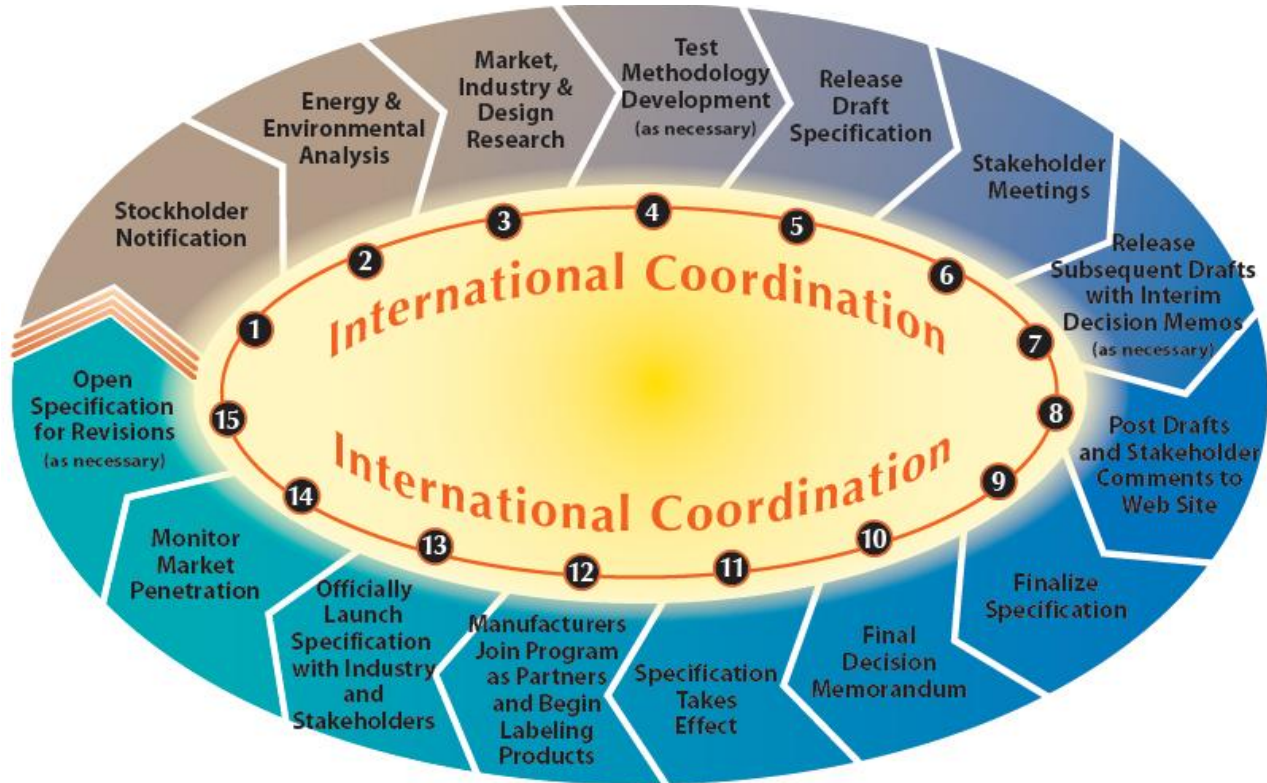 Stockholder
Notification
1
Energy &
Environmental
Analysis
2
Market,
Industry &
Design
Research
3
Test
Methodology
Development
(as necessary)
4
Release
Draft
Specification
5
Stakeholder
Meetings
6
Release
Subsequent Drafts
with Interim
Decision Memos
(as necessary)
7
Post Drafts
and Stakeholder
Comments to
Web Site
8
Finalize
Specification
9
Final
Decision
Memorandum
10
Specification
Takes
Effect
11
Manufacturers
Join Program
as Partners
and Begin
Labeling
Products
12
Officially
Launch
Specification
with Industry
and
Stakeholders
13
Monitor
Market
Penetration
14
Open
Specification
for Revisions
(as necessary)
15
International Coordination
International Coordination